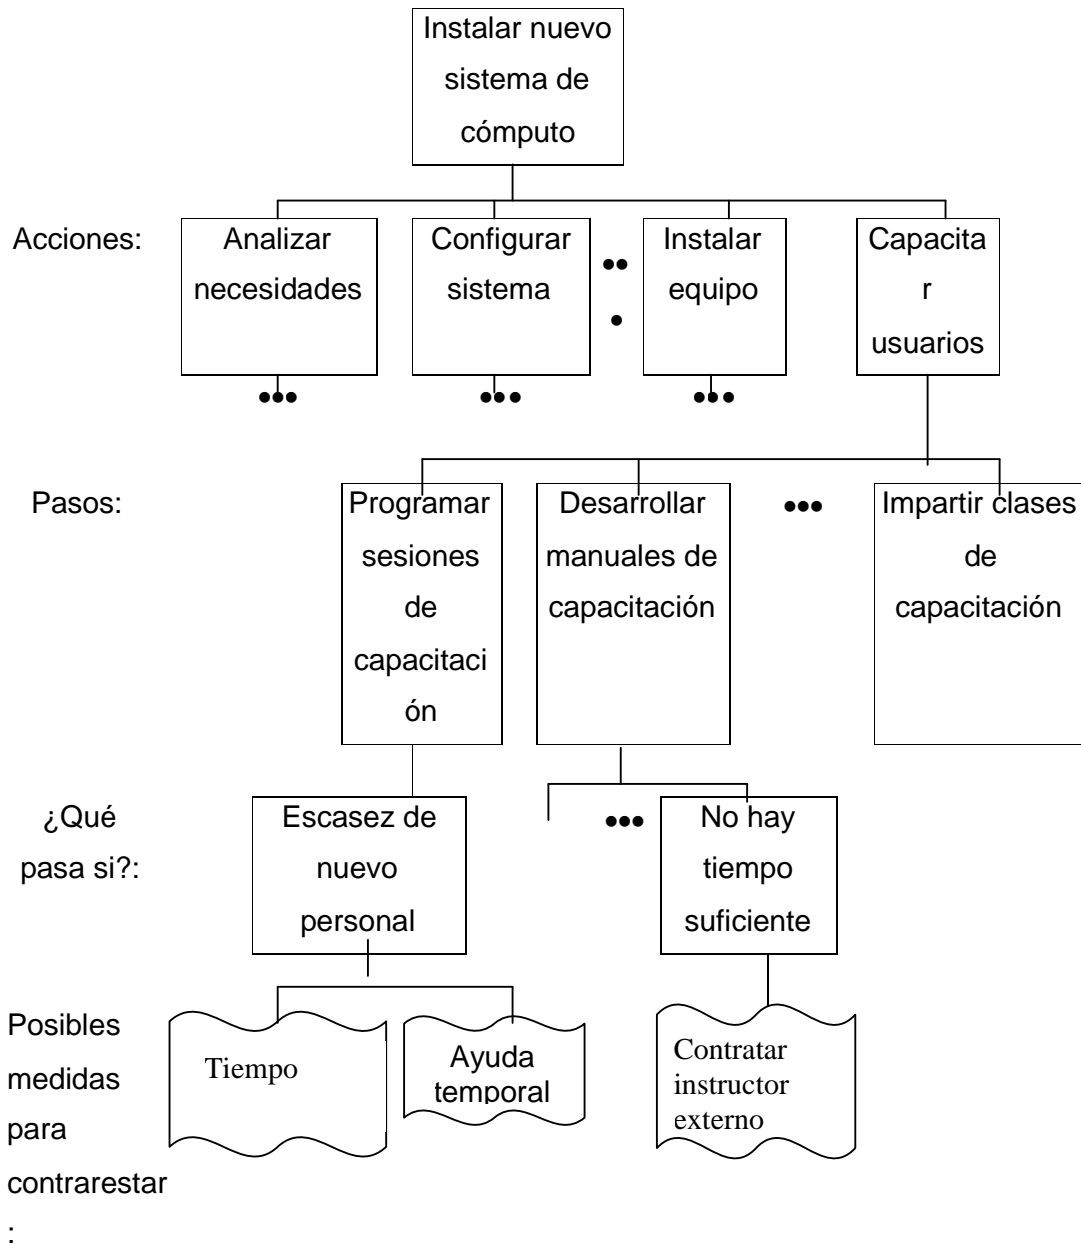 Instalar nuevo
sistema de
cómputo
Acciones:
Analizar
necesidades
Configurar
sistema
Instalar
equipo
Capacita
r
usuarios
Pasos:
Programar
sesiones
de
capacitaci
ón
Desarrollar
manuales de
capacitación
Impartir clases
de
capacitación
¿Qué
pasa si?:
Escasez de
nuevo
personal
No hay
tiempo
suficiente
Posibles
medidas
para
contrarestar
:
Tiempo
Ayuda
temporal
Contratar
instructor
externo